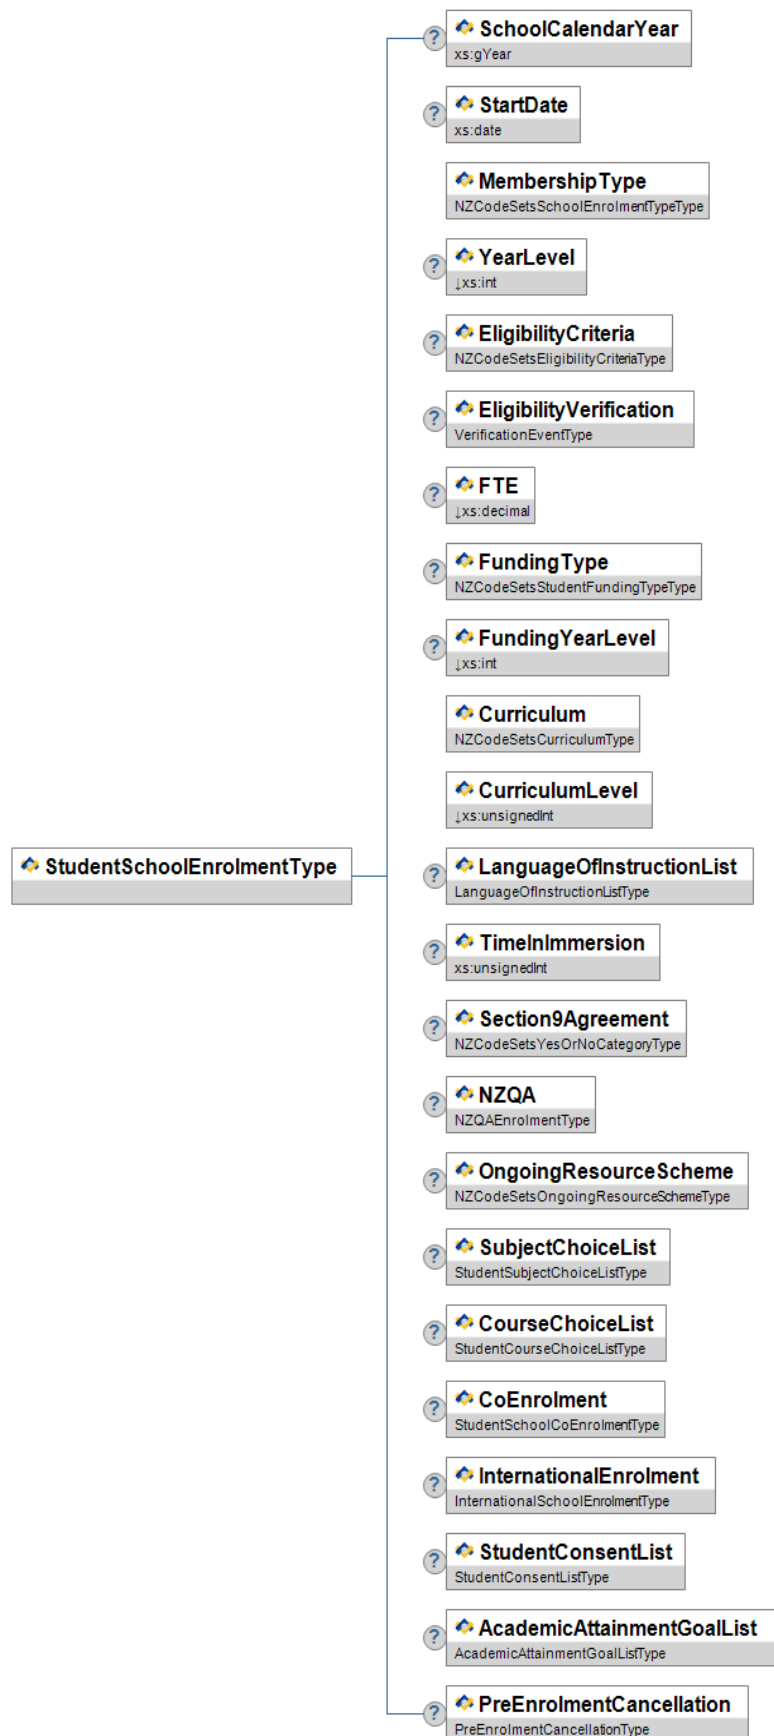 ?
SchoolCalendarYear
xs:gYear
?
StartDate
xs:date
MembershipType
NZCodeSetsSchoolEnrolmentTypeType
?
YearLevel
↓xs:int
?
EligibilityCriteria
NZCodeSetsEligibilityCriteriaType
?
EligibilityVerification
VerificationEventType
?
FTE
↓xs:decimal
?
FundingType
NZCodeSetsStudentFundingTypeType
?
FundingYearLevel
↓xs:int
Curriculum
NZCodeSetsCurriculumType
CurriculumLevel
↓xs:unsignedInt
StudentSchoolEnrolmentType
?
LanguageOfInstructionList
LanguageOfInstructionListType
?
TimeInImmersion
xs:unsignedInt
?
Section9Agreement
NZCodeSetsYesOrNoCategoryType
?
NZQA
NZQAEnrolmentType
?
OngoingResourceScheme
NZCodeSetsOngoingResourceSchemeType
?
SubjectChoiceList
StudentSubjectChoiceListType
?
CourseChoiceList
StudentCourseChoiceListType
?
CoEnrolment
StudentSchoolCoEnrolmentType
?
InternationalEnrolment
InternationalSchoolEnrolmentType
?
StudentConsentList
StudentConsentListType
?
AcademicAttainmentGoalList
AcademicAttainmentGoalListType
?
PreEnrolmentCancellation
PreEnrolmentCancellationType